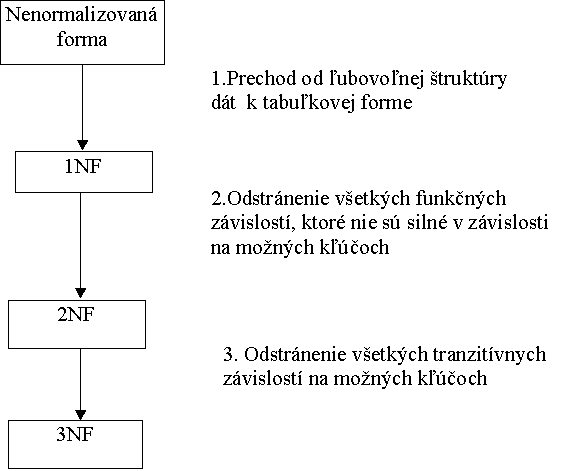 Nenormalizovaná
forma
1.Prechod od ľubovoľnej štruktúry
dát k tabuľkovej forme
1NF
2.Odstránenie všetkých funkčných
závislostí, ktoré nie sú silné v závislosti
na možných kľúčoch
2NF
3. Odstránenie všetkých tranzitívnych
závislostí na možných kľúčoch
3NF